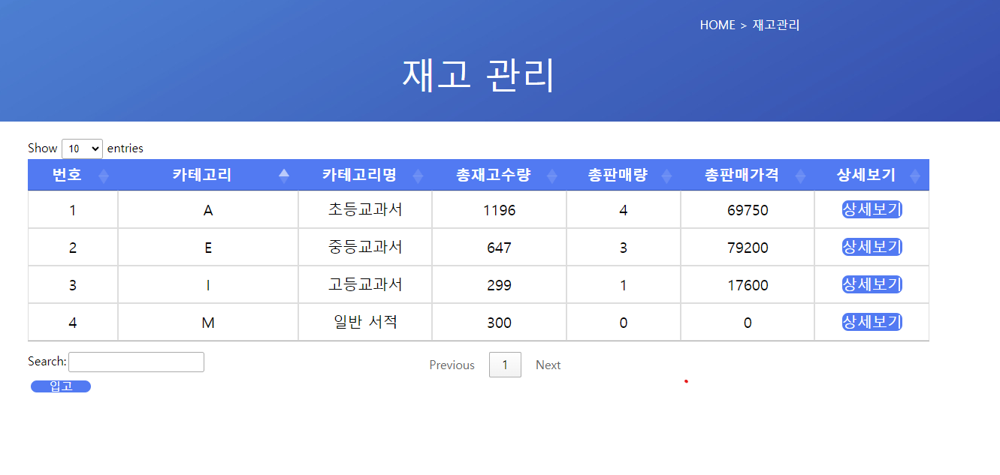 HOME > 재고관리
재고 관리
Show 10 entries
번호 카테고리 카테고리명 총재고수량 총판매량 총판매가격 상세보기
1 A 초등교과서 1196 4 69750 상세보기
2 E 중등교과서 647 3 79200 상세보기
3 I 고등교과서 299 1 17600 상세보기
4 M 일반 서적 300 0 0 상세보기
Search: Previous 1 Next
입고